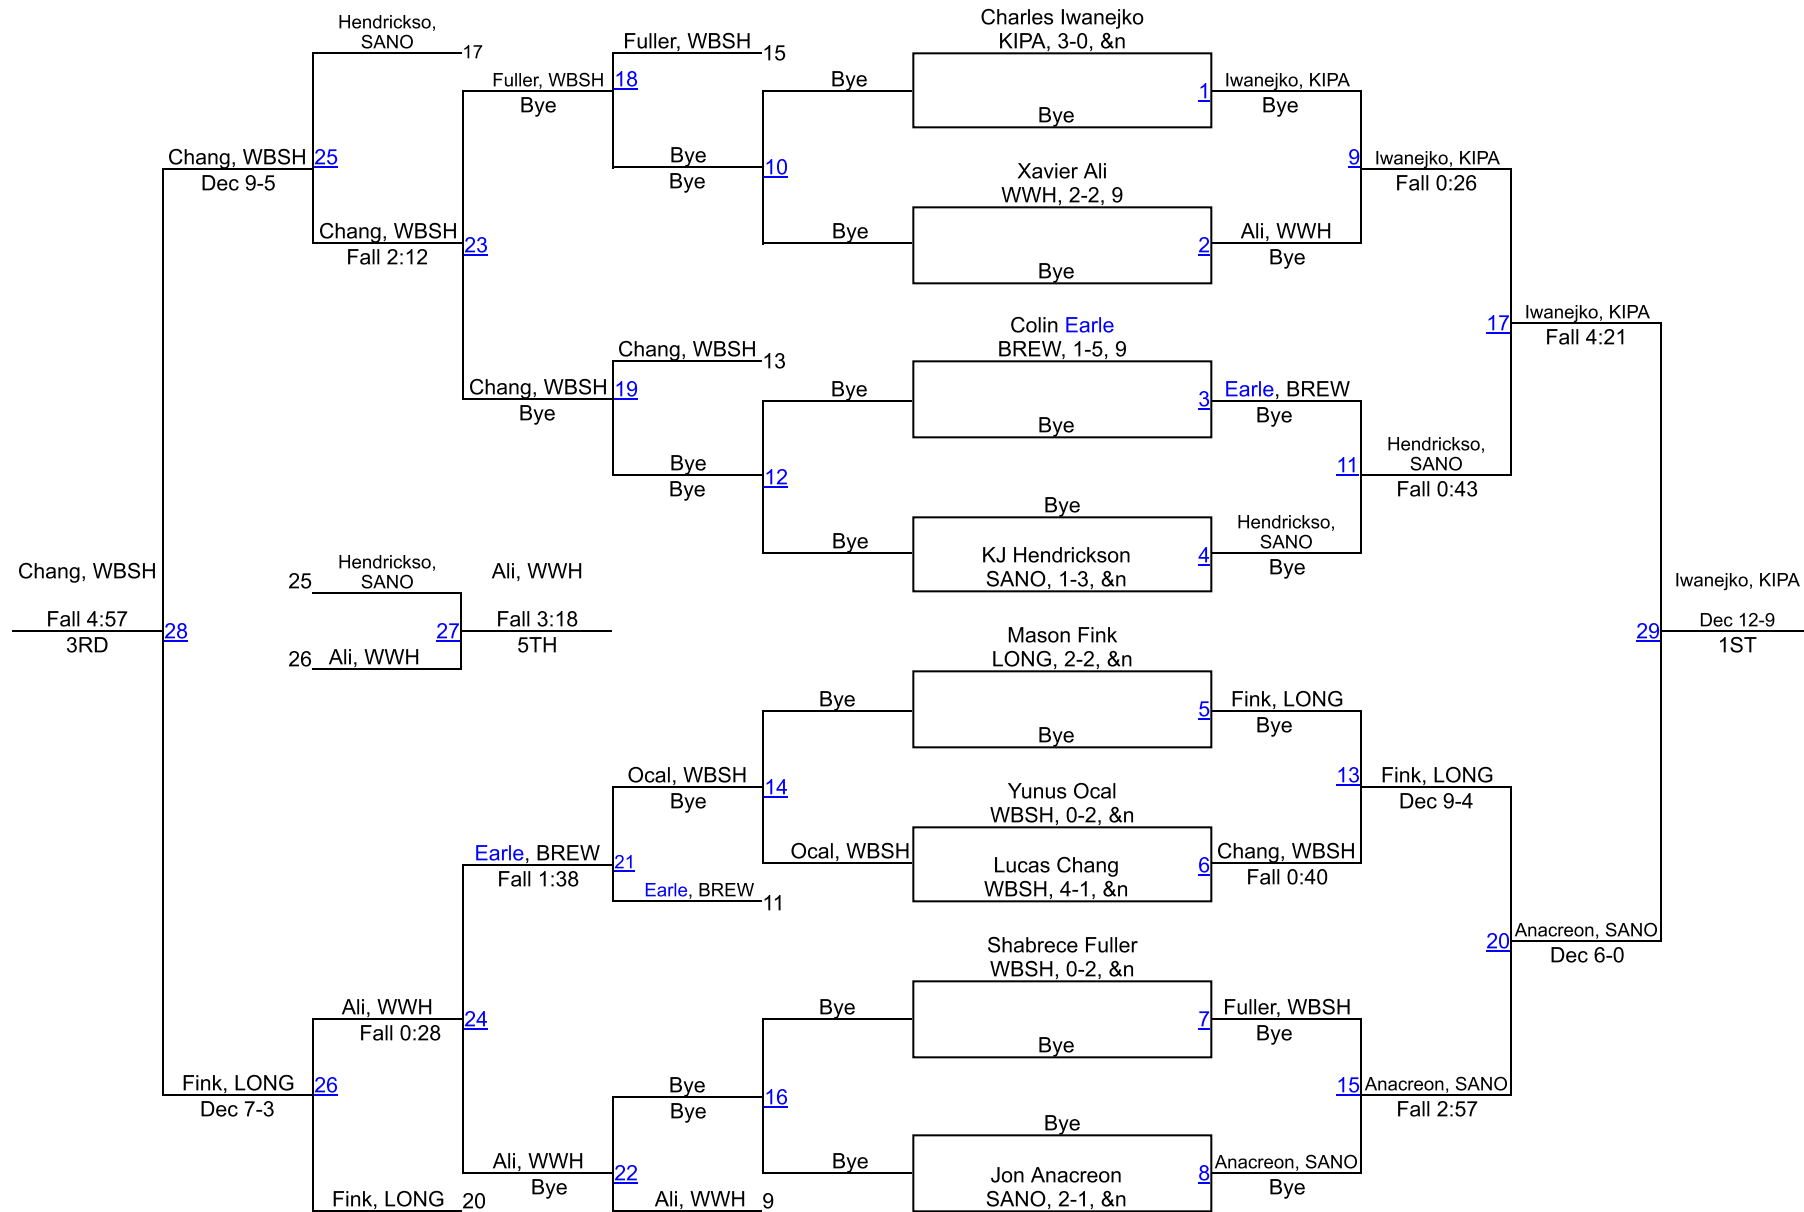 Hendrickso,
SANO
17
Fuller, WBSH
15
Fuller, WBSH
18
Bye
Chang, WBSH
25
Dec 9-5
Bye
Bye
10
Chang, WBSH
Fall 2:12
23
Chang, WBSH
13
Chang, WBSH
19
Bye
Bye
Bye
12
Chang, WBSH
Fall 4:57
3RD
28
25
Hendrickso,
SANO
26
Ali, WWH
27
Ali, WWH
Fall 3:18
5TH
Ocal, WBSH
Bye
14
Earle, BREW
Fall 1:38
21
Earle, BREW
11
Ali, WWH
Fall 0:28
24
Fink, LONG
Dec 7-3
26
Bye
Bye
16
Ali, WWH
Bye
22
Ali, WWH
9
Fink, LONG
20
Bye
Bye
Bye
Bye
Bye
Ocal, WBSH
Bye
Bye
Charles Iwanejko
KIPA, 3-0, &n
1
Bye
Xavier Ali
WWH, 2-2, 9
2
Bye
Colin Earle
BREW, 1-5, 9
3
Bye
Bye
KJ Hendrickson
SANO, 1-3, &n
4
Mason Fink
LONG, 2-2, &n
5
Bye
Yunus Ocal
WBSH, 0-2, &n
Lucas Chang
WBSH, 4-1, &n
6
Shabrece Fuller
WBSH, 0-2, &n
7
Bye
Bye
Jon Anacreon
SANO, 2-1, &n
8
Iwanejko, KIPA
Bye
Ali, WWH
Bye
Earle, BREW
Bye
Hendrickso,
SANO
Bye
Fink, LONG
Bye
Chang, WBSH
Fall 0:40
Fuller, WBSH
Bye
Anacreon, SANO
Bye
9
Iwanejko, KIPA
Fall 0:26
11
Hendrickso,
SANO
Fall 0:43
13
Fink, LONG
Dec 9-4
15
Anacreon, SANO
Fall 2:57
17
Iwanejko, KIPA
Fall 4:21
20
Anacreon, SANO
Dec 6-0
29
Iwanejko, KIPA
Dec 12-9
1ST